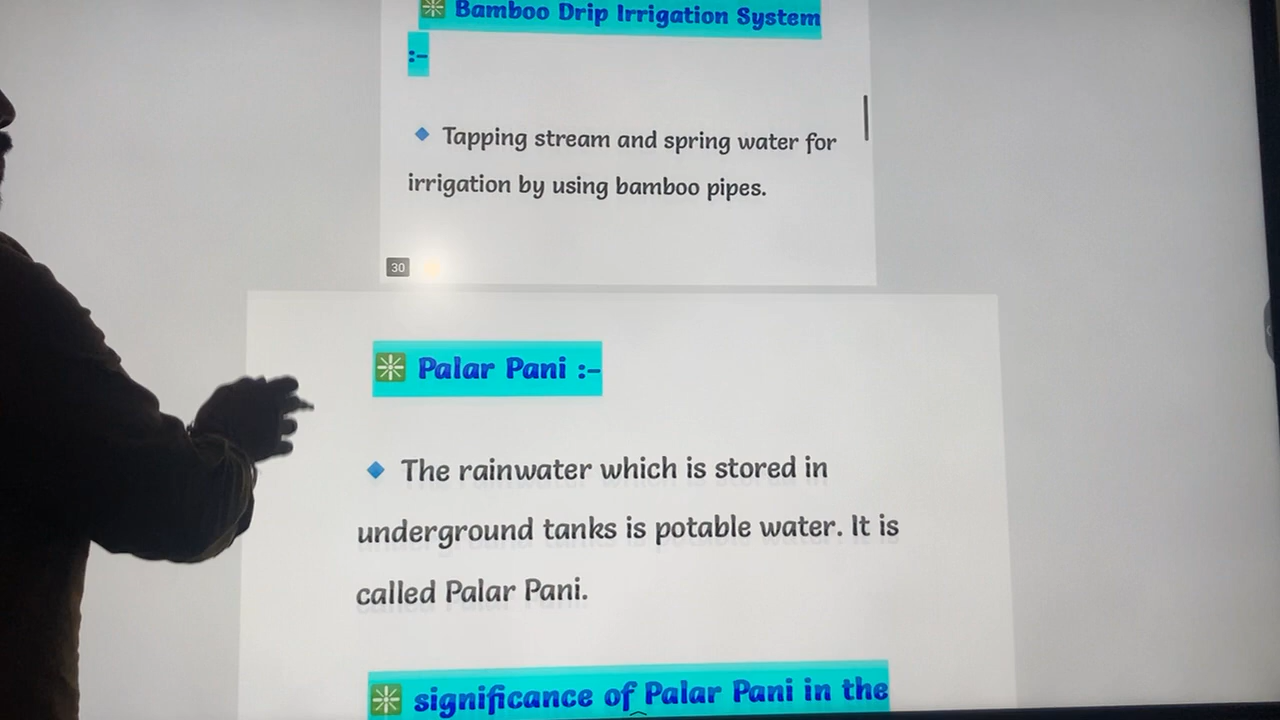 Bamboo Drip Irrigation System
:-
Tapping stream and spring water for
irrigation by using bamboo pipes.
30
Palar Pani :-
The rainwater which is stored in
underground tanks is potable water. It is
called Palar Pani.
significance of Palar Pani in the